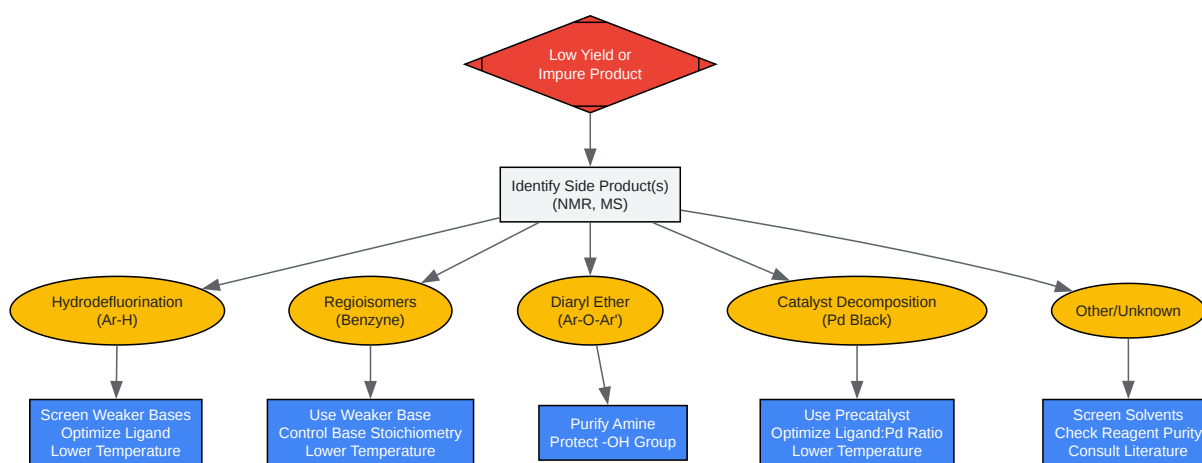 Low Yield or
Impure Product
Identify Side Product(s)
(NMR, MS)
Hydrodefluorination
(Ar-H)
Regioisomers
(Benzyne)
Diaryl Ether
(Ar-O-Ar')
Catalyst Decomposition
(Pd Black)
Other/Unknown
Screen Weaker Bases
Optimize Ligand
Lower Temperature
Use Weaker Base
Control Base Stoichiometry
Lower Temperature
Purify Amine
Protect -OH Group
Use Precatalyst
Optimize Ligand:Pd Ratio
Lower Temperature
Screen Solvents
Check Reagent Purity
Consult Literature